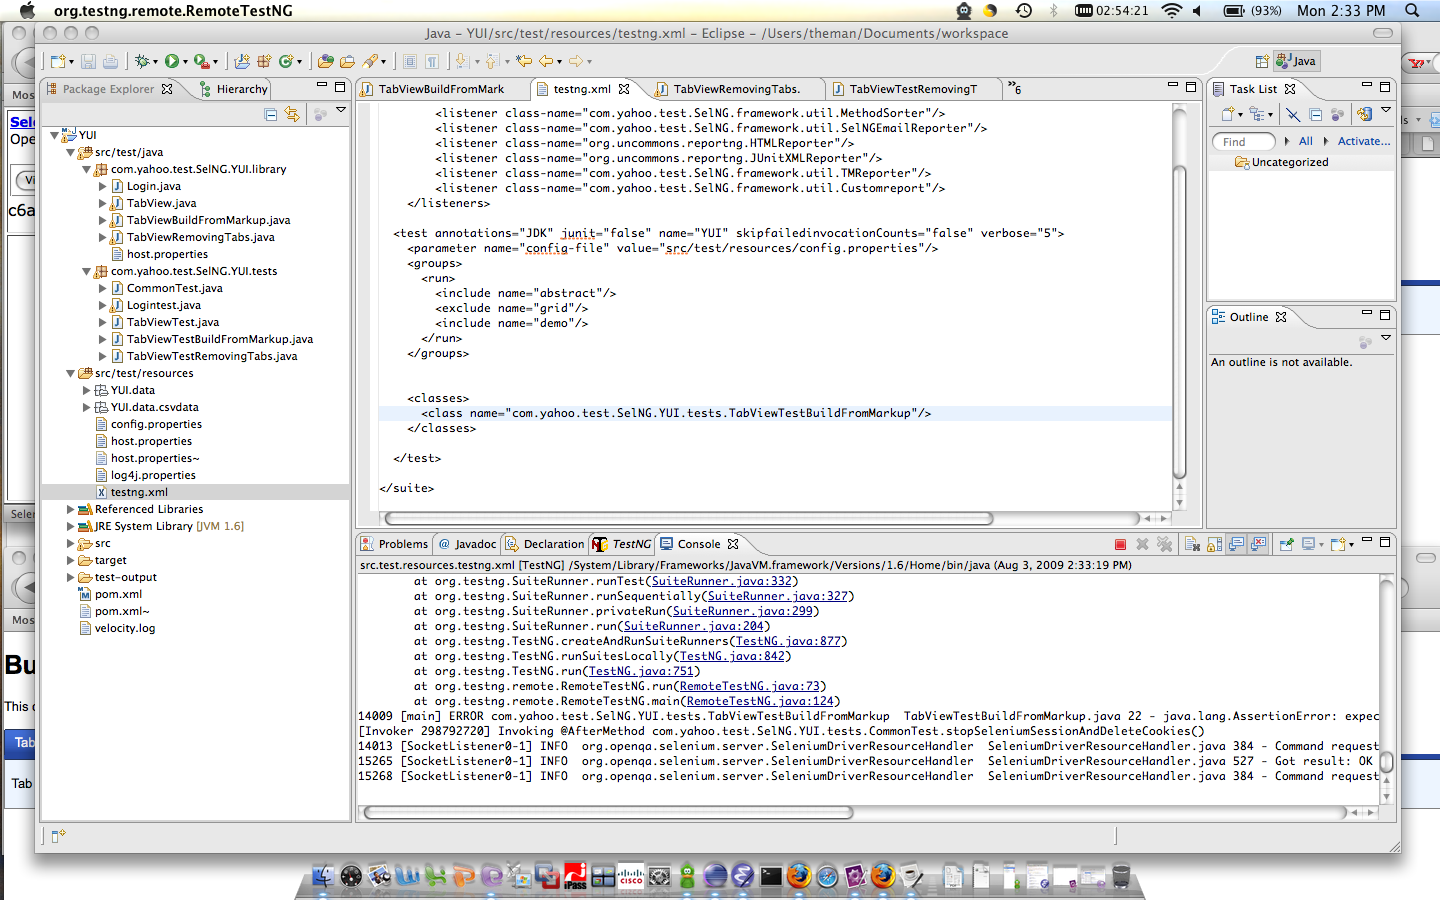 org.testng.remote.RemoteTestNG
02:54:21
(93%)
Mon 2:33 PM
Java – YUI/src/test/resources/testng.xml – Eclipse – /Users/theman/Documents/workspace
Java
Package Explorer
Hierarchy
TabViewBuildFromMark
testng.xml
TabViewRemovingTabs.
TabViewTestRemovingT
»6
Task List
Find
All
Activate...
Uncategorized
Outline
An outline is not available.
YUI
src/test/java
com.yahoo.test.SelNG.YUI.library
Login.java
TabView.java
TabViewBuildFromMarkup.java
TabViewRemovingTabs.java
host.properties
com.yahoo.test.SelNG.YUI.tests
CommonTest.java
Logintest.java
TabViewTest.java
TabViewTestBuildFromMarkup.java
TabViewTestRemovingTabs.java
src/test/resources
YUI.data
YUI.data.csvdata
config.properties
host.properties
host.properties~
log4j.properties
testng.xml
Referenced Libraries
JRE System Library [JVM 1.6]
src
target
test-output
pom.xml
pom.xml~
velocity.log
<listener class-name="com.yahoo.test.SelNG.framework.util.MethodSorter"/>
<listener class-name="com.yahoo.test.SelNG.framework.util.SelNGEmailReporter"/>
<listener class-name="org.uncommons.reportng.HTMLReporter"/>
<listener class-name="org.uncommons.reportng.JUnitXMLReporter"/>
<listener class-name="com.yahoo.test.SelNG.framework.util.TMReporter"/>
<listener class-name="com.yahoo.test.SelNG.framework.util.Customreport"/>
</listeners>
<test annotations="JDK" junit="false" name="YUI" skipfailedinvocationCounts="false" verbose="5">
<parameter name="config-file" value="src/test/resources/config.properties"/>
<groups>
<run>
<include name="abstract"/>
<exclude name="grid"/>
<include name="demo"/>
</run>
</groups>
<classes>
<class name="com.yahoo.test.SelNG.YUI.tests.TabViewTestBuildFromMarkup"/>
</classes>
</test>
</suite>
Problems
@ Javadoc
Declaration
TestNG
Console
src.test.resources.testng.xml [TestNG] /System/Library/Frameworks/JavaVM.framework/Versions/1.6/Home/bin/java (Aug 3, 2009 2:33:19 PM)
at org.testng.SuiteRunner.runTest(SuiteRunner.java:332)
at org.testng.SuiteRunner.runSequentially(SuiteRunner.java:327)
at org.testng.SuiteRunner.privateRun(SuiteRunner.java:299)
at org.testng.SuiteRunner.run(SuiteRunner.java:204)
at org.testng.TestNG.createAndRunSuiteRunners(TestNG.java:877)
at org.testng.TestNG.runSuitesLocally(TestNG.java:842)
at org.testng.TestNG.run(TestNG.java:751)
at org.testng.remote.RemoteTestNG.run(RemoteTestNG.java:73)
at org.testng.remote.RemoteTestNG.main(RemoteTestNG.java:124)
14009 [main] ERROR com.yahoo.test.SelNG.YUI.tests.TabViewTestBuildFromMarkup  TabViewTestBuildFromMarkup.java 22 - java.lang.AssertionError: expec
[Invoker 298792720] Invoking @AfterMethod com.yahoo.test.SelNG.YUI.tests.CommonTest.stopSeleniumSessionAndDeleteCookies()
14013 [SocketListener0-1] INFO  org.openqa.selenium.server.SeleniumDriverResourceHandler  SeleniumDriverResourceHandler.java 384 - Command request
15265 [SocketListener0-1] INFO  org.openqa.selenium.server.SeleniumDriverResourceHandler  SeleniumDriverResourceHandler.java 527 - Got result: OK
15268 [SocketListener0-1] INFO  org.openqa.selenium.server.SeleniumDriverResourceHandler  SeleniumDriverResourceHandler.java 384 - Command request
Mos
Sele
Ope
Vi
c6a
Selen
Mos
Bu
This c
Tab
Tab
iPass
CISCO